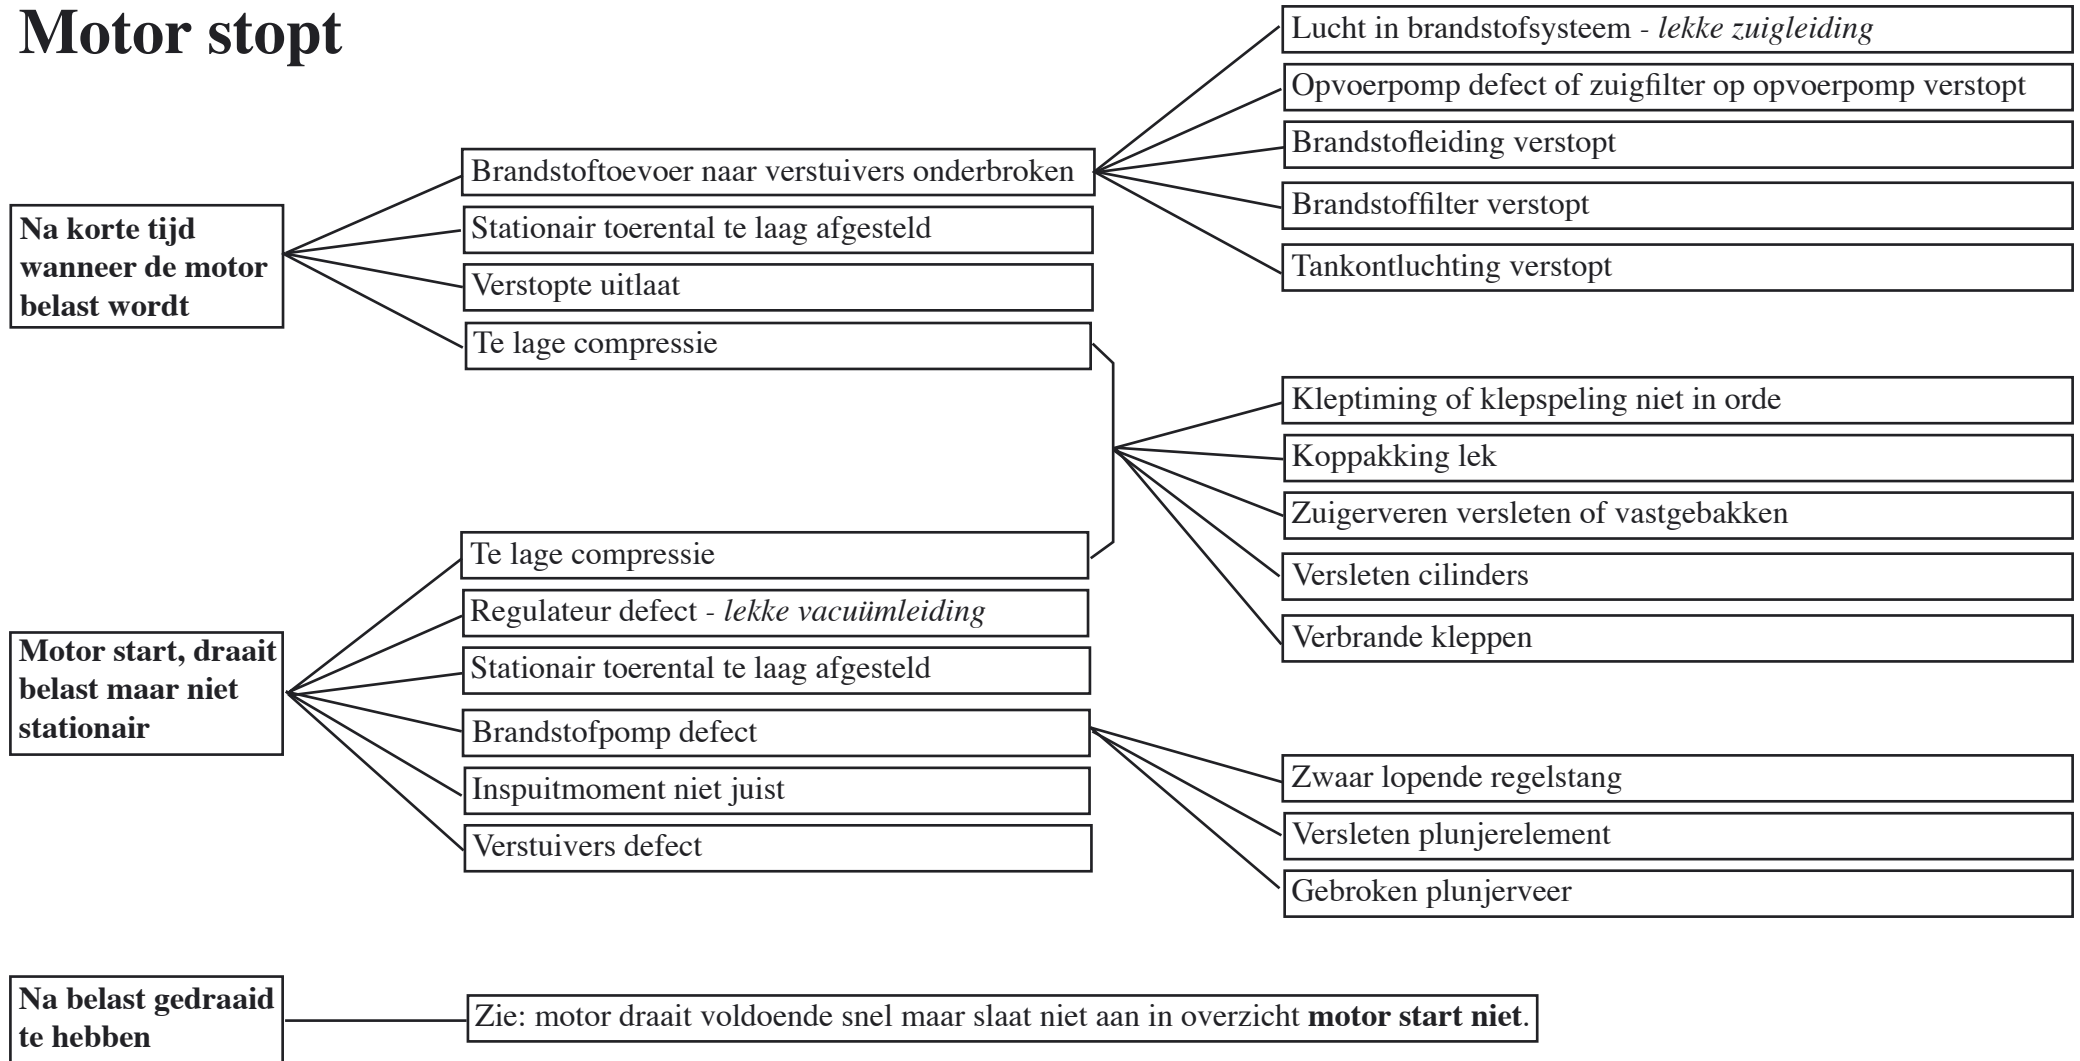 Motor stopt
Na korte tijd
wanneer de motor
belast wordt
Brandstoftoevoer naar verstuivers onderbroken
Stationair toerental te laag afgesteld
Verstopte uitlaat
Te lage compressie
Lucht in brandstofsysteem - lekke zuigleiding
Opvoerpomp defect of zuigfilter op opvoerpomp verstopt
Brandstofleiding verstopt
Brandstoffilter verstopt
Tankontluchting verstopt
Kleptiming of klepspeling niet in orde
Koppakking lek
Zuigerveren versleten of vastgebakken
Versleten cilinders
Verbrande kleppen
Motor start, draait
belast maar niet
stationair
Te lage compressie
Regulateur defect - lekke vacuümleiding
Stationair toerental te laag afgesteld
Brandstofpomp defect
Inspuitmoment niet juist
Verstuivers defect
Zwaar lopende regelstang
Versleten plunjerelement
Gebroken plunjerveer
Na belast gedraaid
te hebben
Zie: motor draait voldoende snel maar slaat niet aan in overzicht motor start niet.